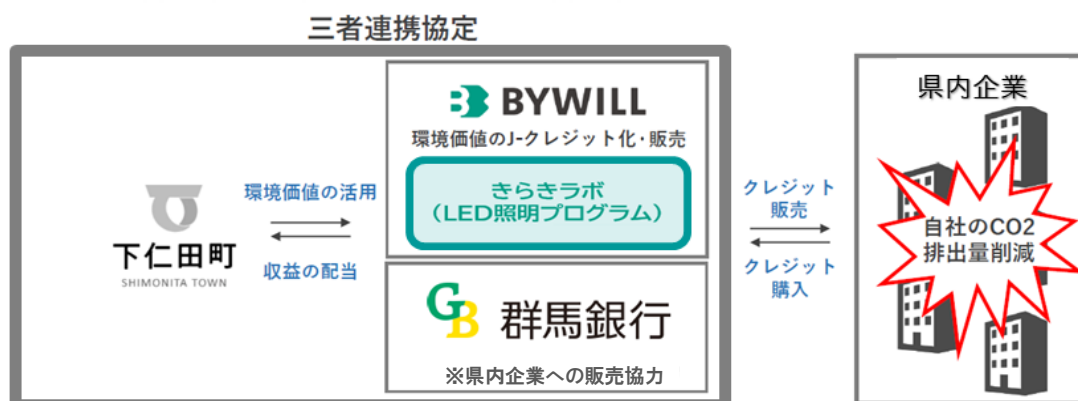 三者連携協定
下仁田町
SHIMONITA TOWN
環境価値の活用
収益の配当
BYWILL
環境価値のJ-クレジット化・販売
きらきラボ
(LED照明プログラム)
GB 群馬銀行
※県内企業への販売協力
クレジット
販売
クレジット
購入
県内企業
自社のCO2
排出量削減